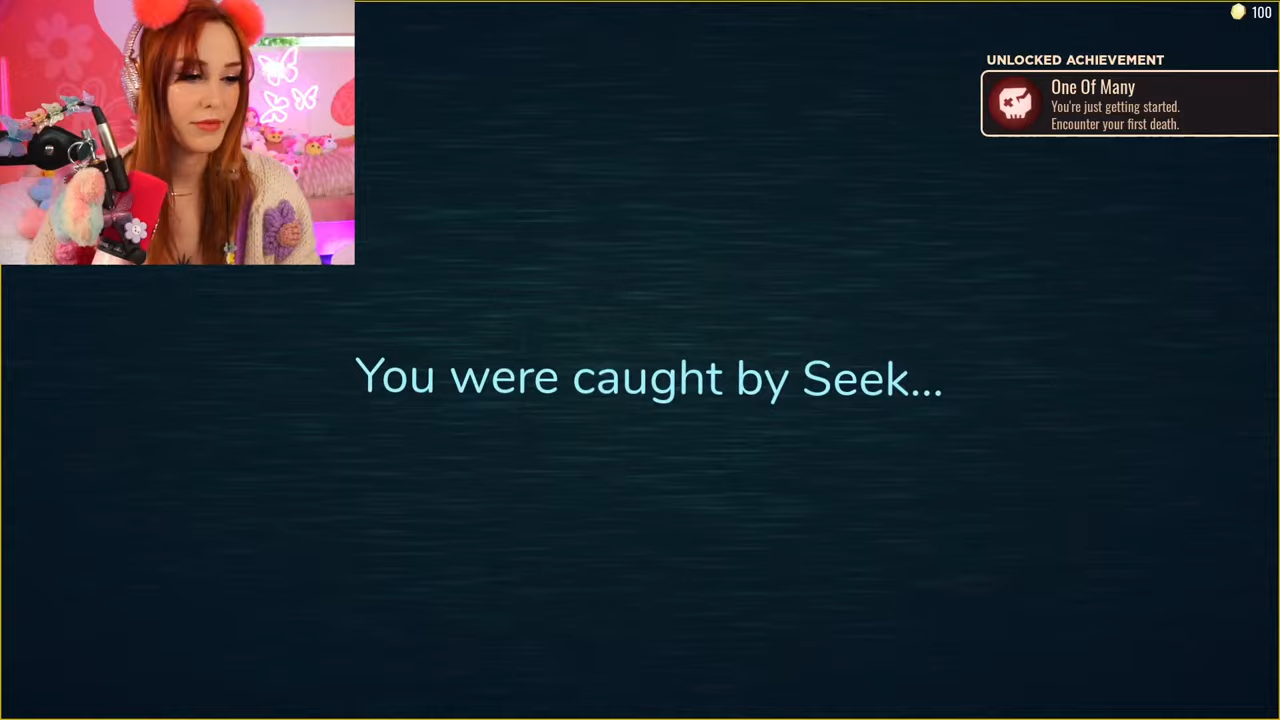 100
UNLOCKED ACHIEVEMENT
One Of Many
You're just getting started.
Encounter your first death.
You were caught by Seek...